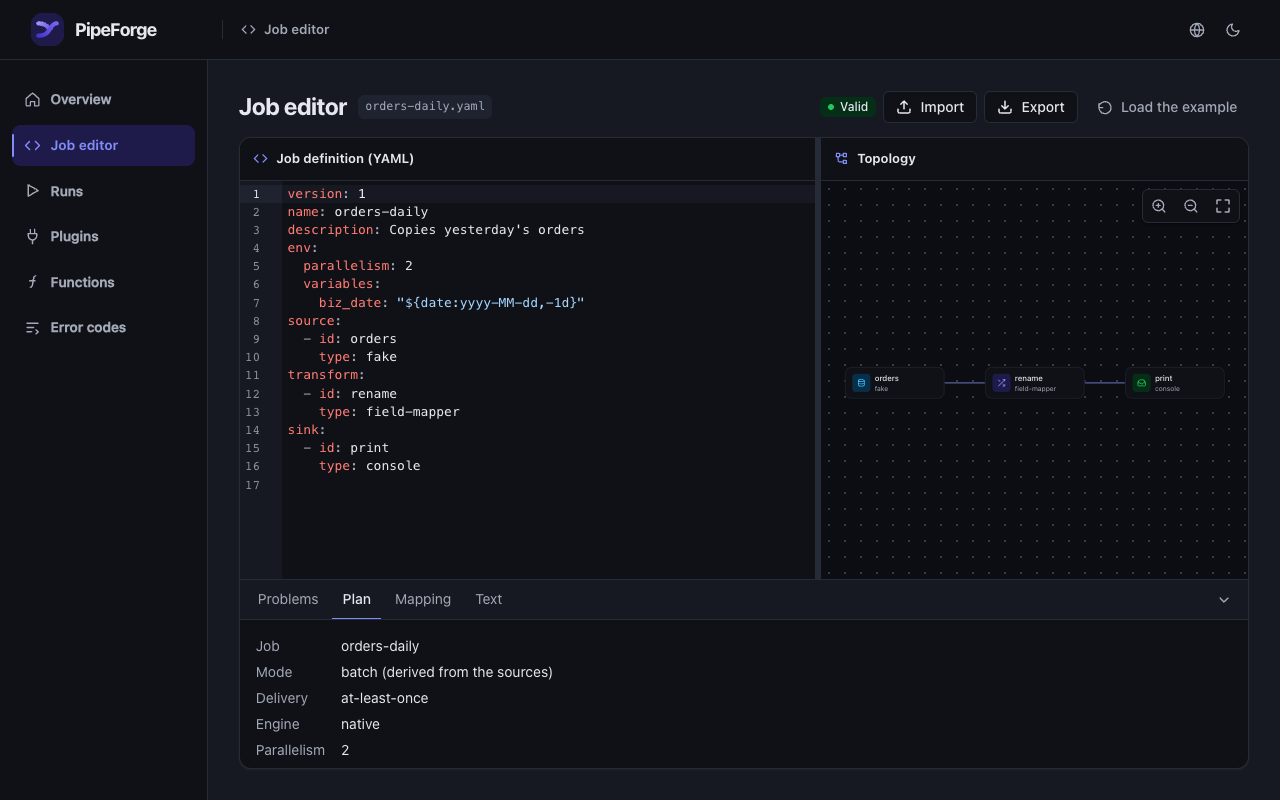 PipeForge
Job editor
Overview
Job editor
Runs
Plugins
Functions
Error codes
Job editor
orders-daily.yaml
Valid
Import
Export
Load the example
Job definition (YAML)
1 version: 1
2 name: orders-daily
3 description: Copies yesterday's orders
4 env:
5   parallelism: 2
6   variables:
7     biz_date: "${date:yyyy-MM-dd,-1d}"
8 source:
9   - id: orders
10     type: fake
11 transform:
12   - id: rename
13     type: field-mapper
14 sink:
15   - id: print
16     type: console
17
Topology
orders
fake
rename
field-mapper
print
console
Problems Plan Mapping Text
Job orders-daily
Mode batch (derived from the sources)
Delivery at-least-once
Engine native
Parallelism 2